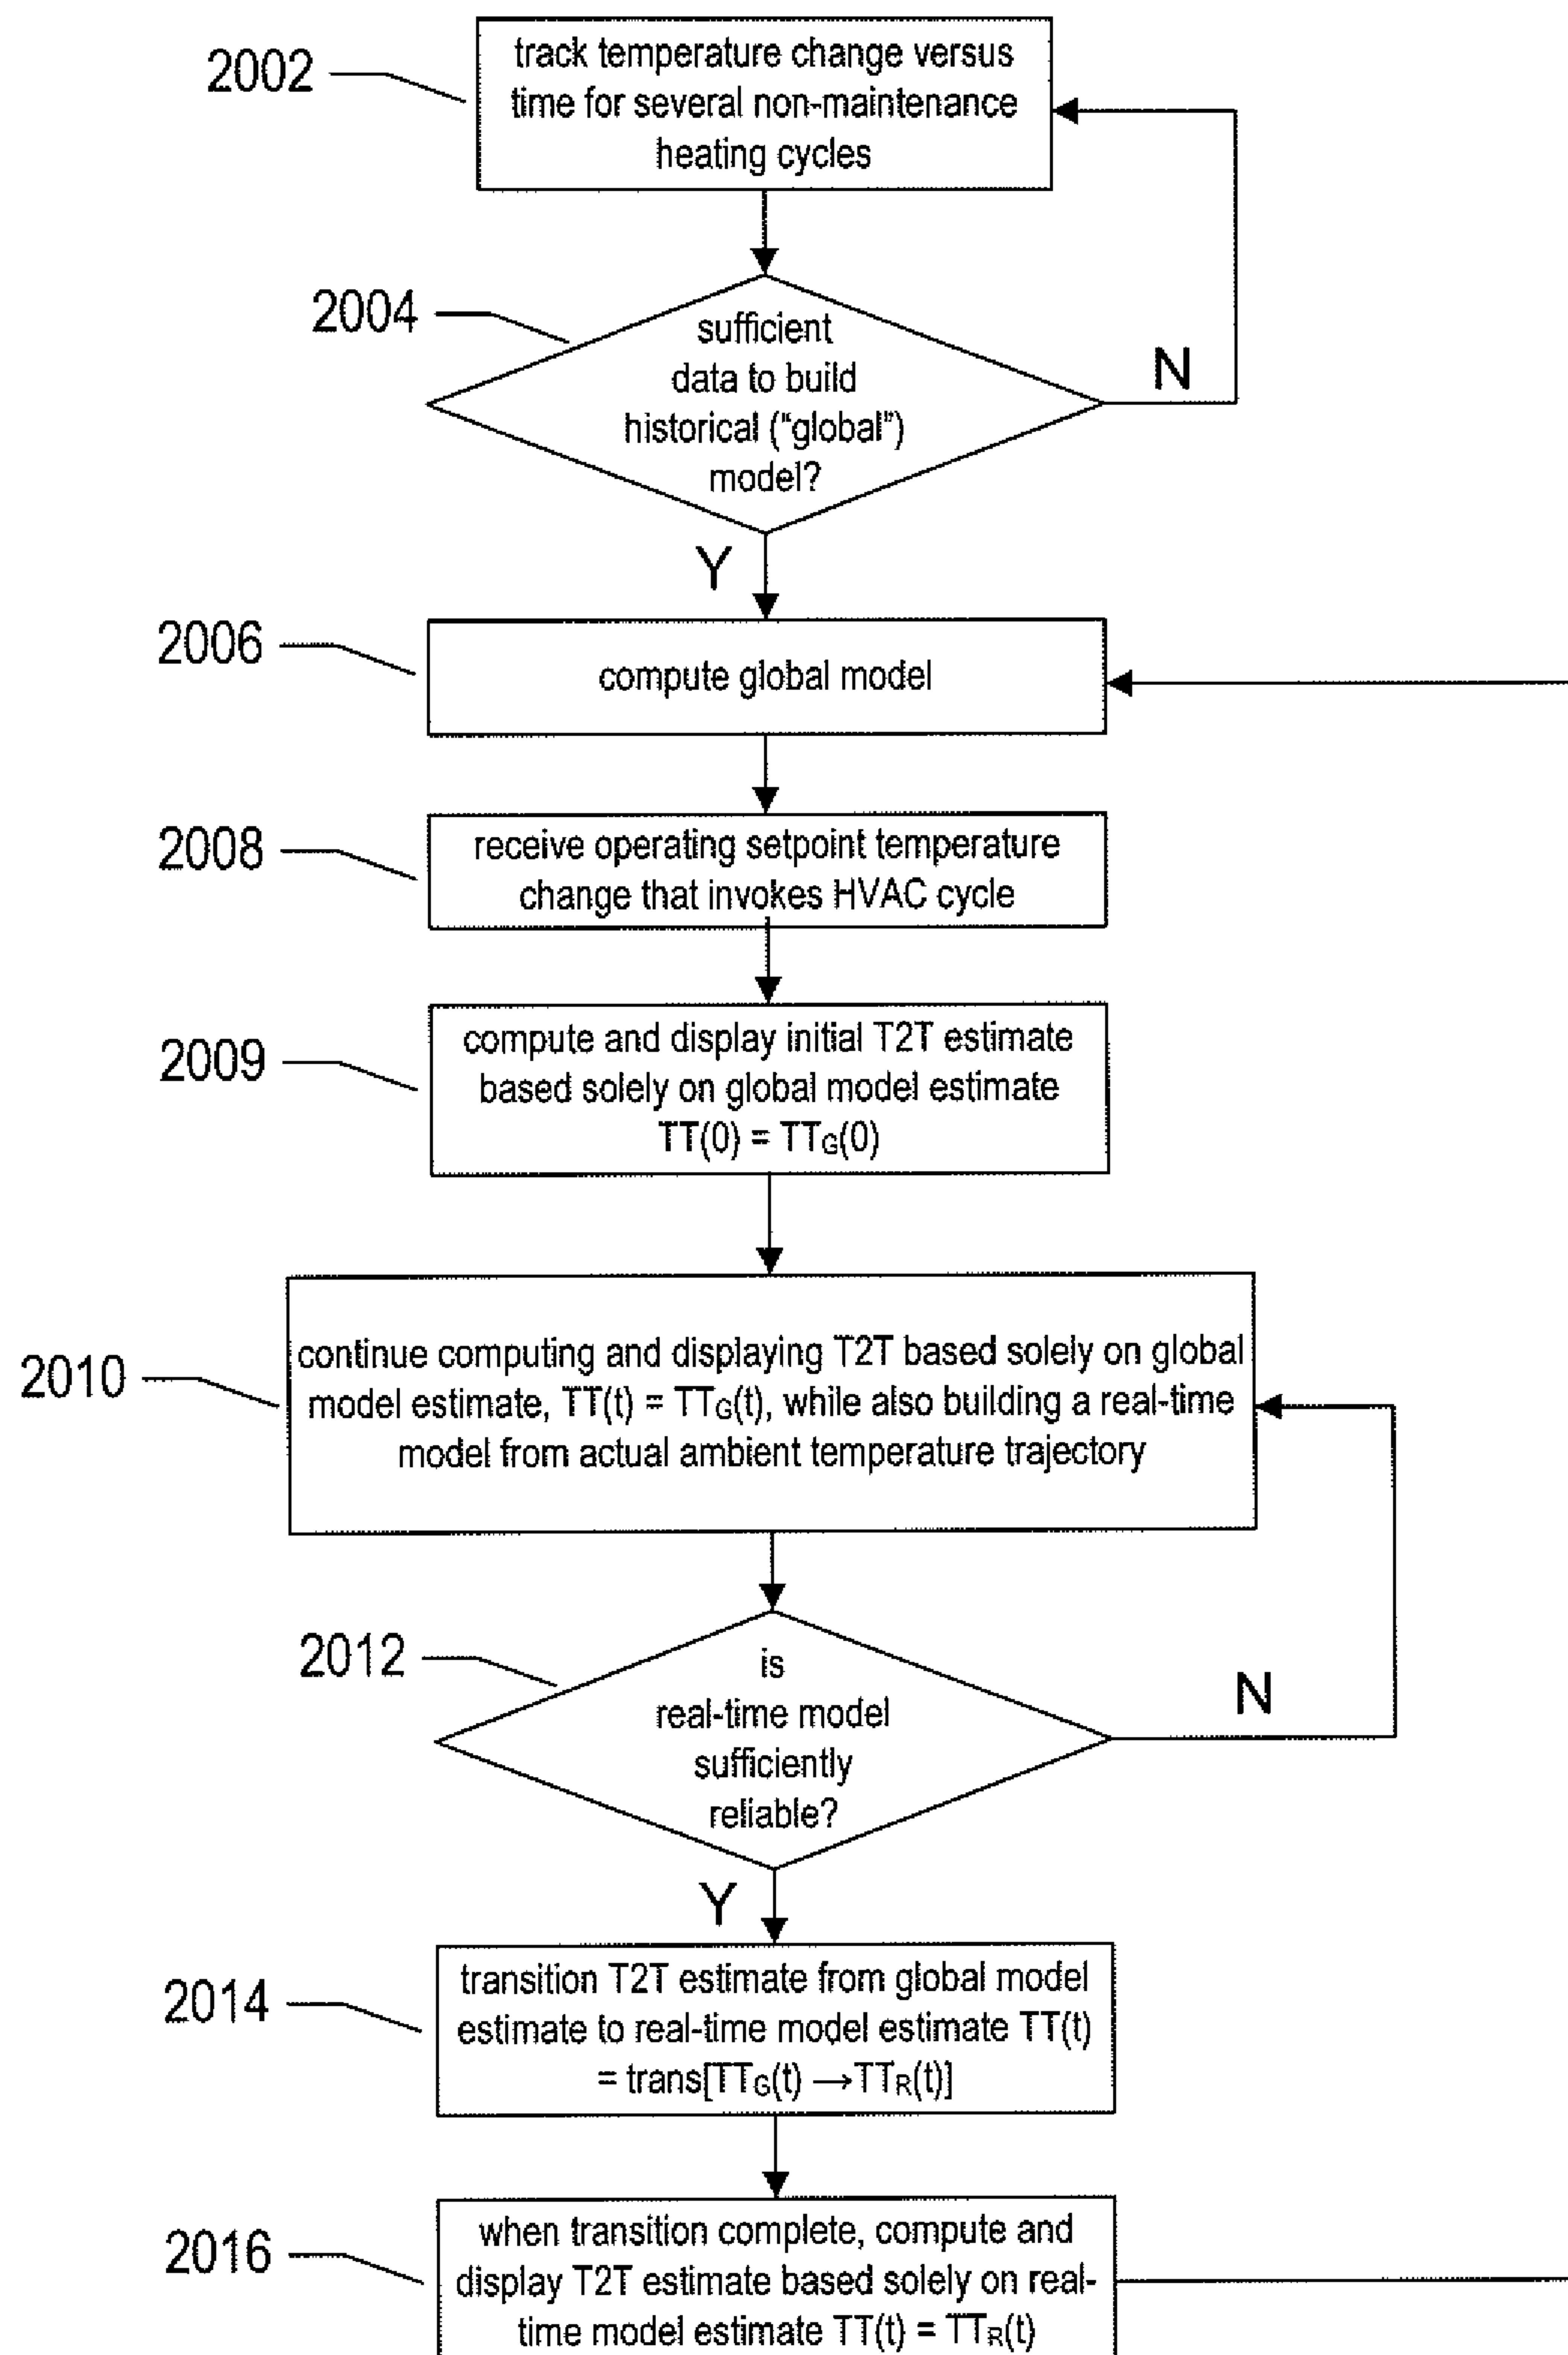 2002
track temperature change versus
time for several non-maintenance
heating cycles
2004
sufficient
data to build
historical ("global")
model?
N
Y
2006
compute global model
2008
receive operating setpoint temperature
change that invokes HVAC cycle
2009
compute and display initial T2T estimate
based solely on global model estimate
TT(0) = TTG(0)
2010
continue computing and displaying T2T based solely on global
model estimate, TT(t) = TTG(t), while also building a real-time
model from actual ambient temperature trajectory
2012
is
real-time model
sufficiently
reliable?
N
Y
2014
transition T2T estimate from global model
estimate to real-time model estimate TT(t)
= trans[TTG(t) →TTR(t)]
2016
when transition complete, compute and
display T2T estimate based solely on real-
time model estimate TT(t) = TTR(t)